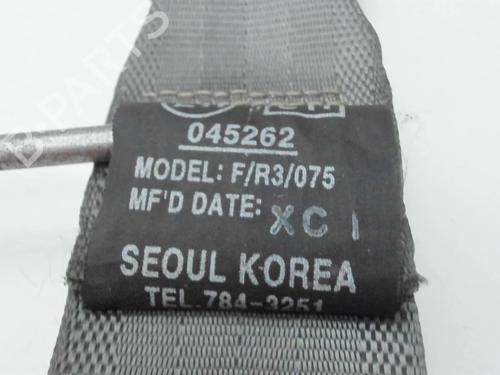 045262
MODEL: F/R3/075
MF'D DATE: XC I
SEOUL KOREA
TEL.784-3251